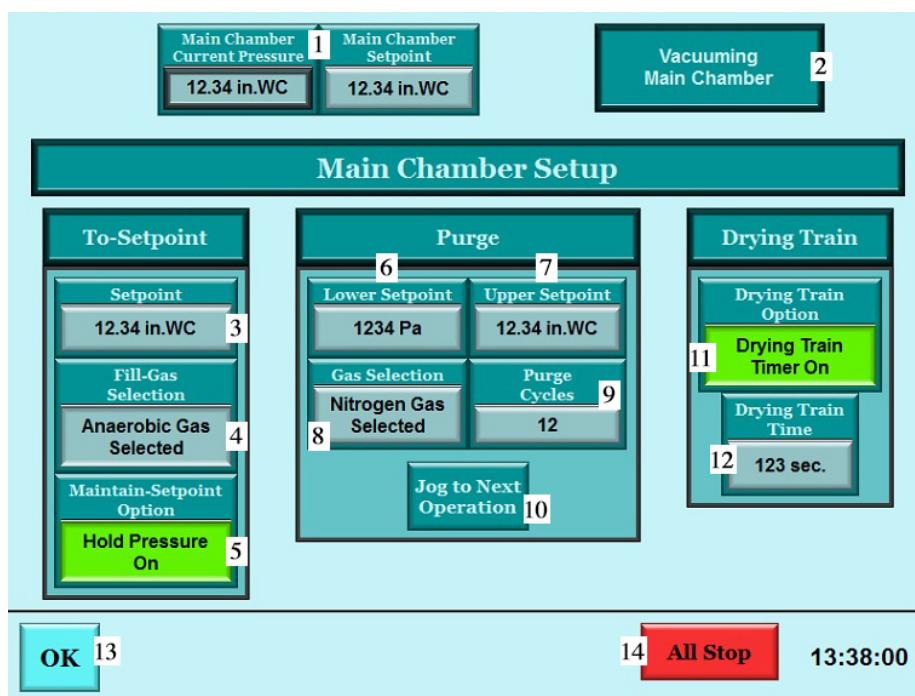 Main Chamber
Current Pressure
1
Main Chamber
Setpoint
12.34 in.WC
12.34 in.WC
Vacuuming
Main Chamber
2
Main Chamber Setup
To-Setpoint
Setpoint
12.34 in.WC
3
Fill-Gas
Selection
Anaerobic Gas
Selected
4
Maintain-Setpoint
Option
Hold Pressure
On
5
Purge
6
Lower Setpoint
1234 Pa
7
Upper Setpoint
12.34 in.WC
Gas Selection
Nitrogen Gas
Selected
8
Purge
Cycles
9
12
Jog to Next
Operation
10
Drying Train
Drying Train
Option
11
Drying Train
Timer On
Drying Train
Time
12
123 sec.
OK
13
14
All Stop
13:38:00